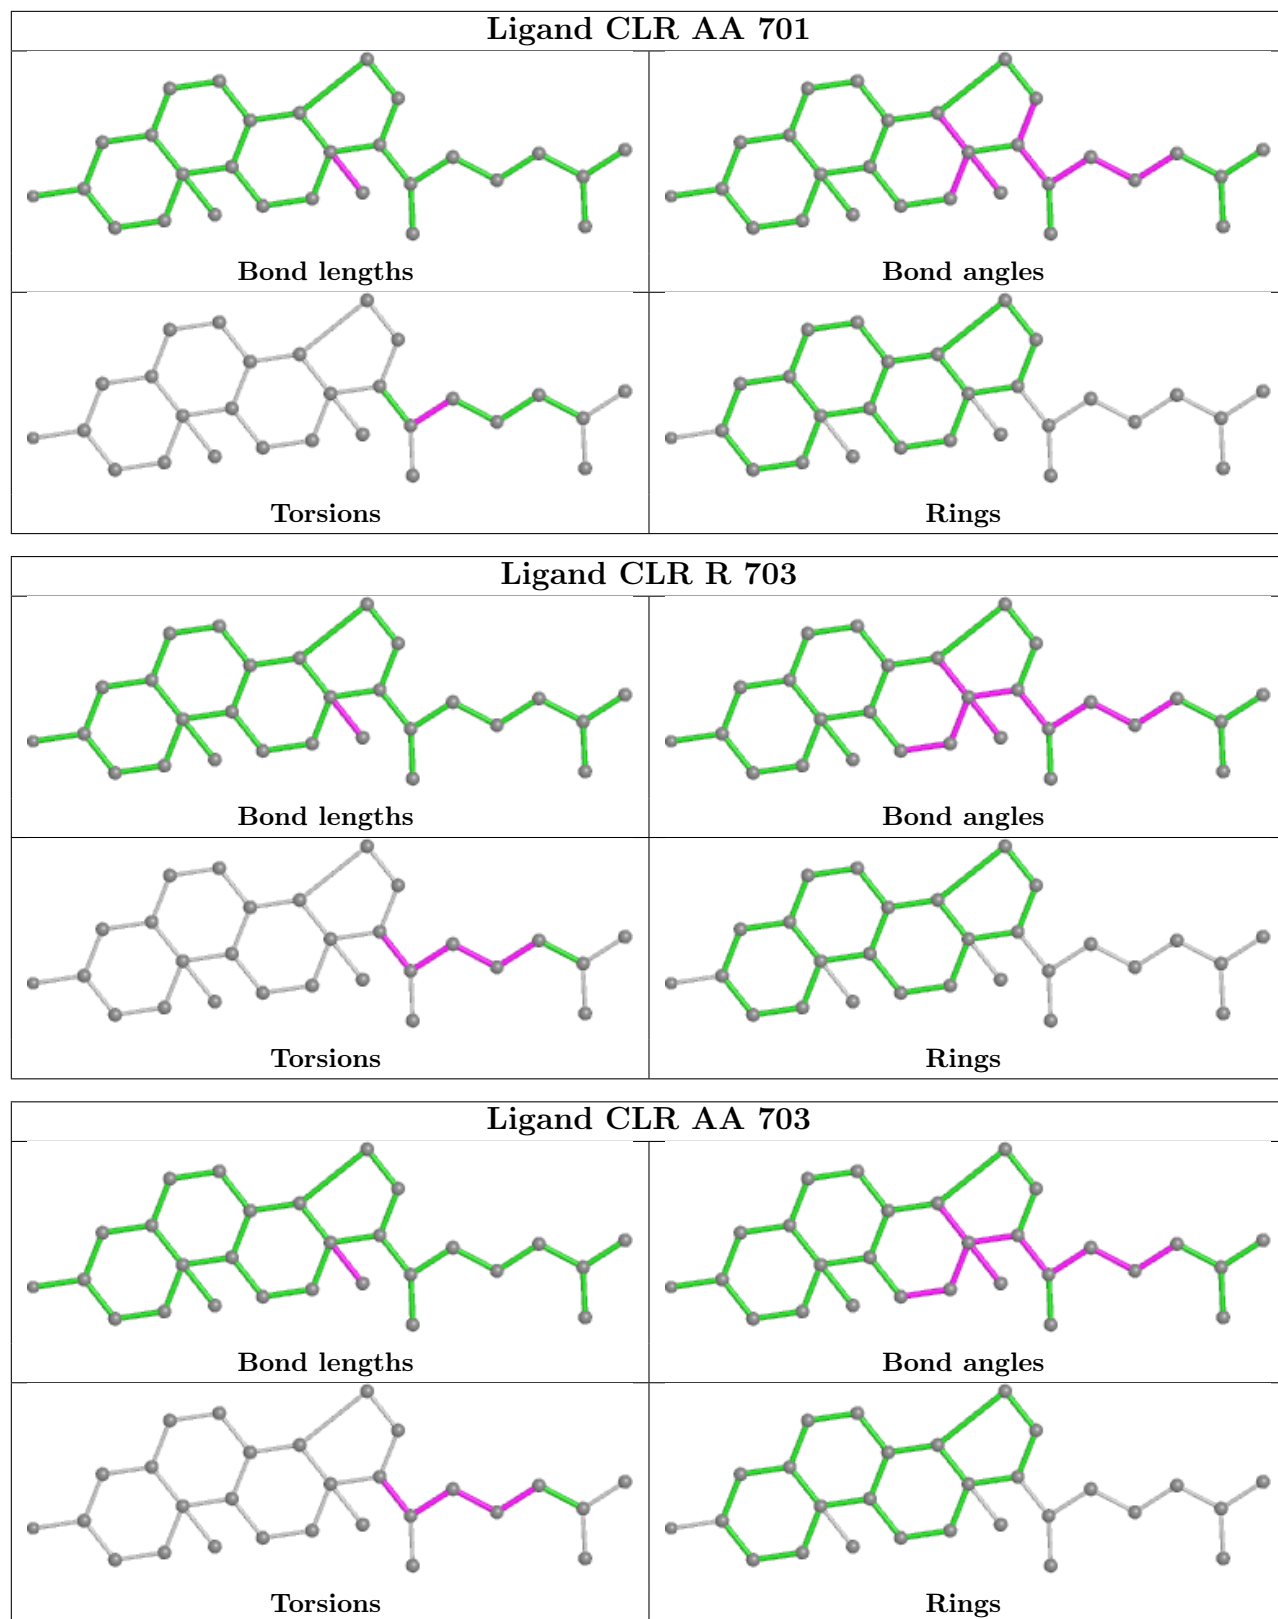 Ligand CLR AA 701
Bond lengths
Bond angles
Torsions
Rings
Ligand CLR R 703
Bond lengths
Bond angles
Torsions
Rings
Ligand CLR AA 703
Bond lengths
Bond angles
Torsions
Rings